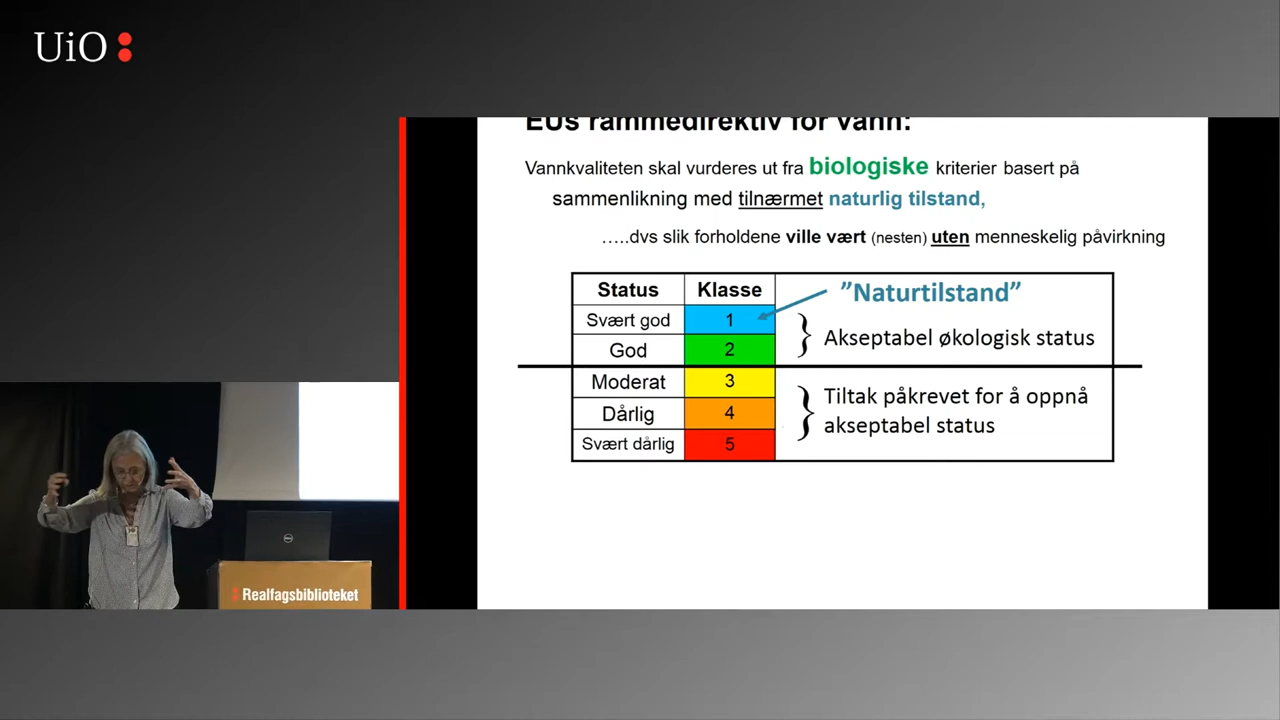 UiO
EUs rammedirektiv for vann:
Vannkvaliteten skal vurderes ut fra biologiske kriterier basert på
sammenlikning med tilnærmet naturlig tilstand,
…..dvs slik forholdene ville vært (nesten) uten menneskelig påvirkning
Status Klasse
Svært god 1
God 2
Moderat 3
Dårlig 4
Svært dårlig 5
”Naturtilstand”
Akseptabel økologisk status
Tiltak påkrevet for å oppnå
akseptabel status
Realfagsbiblioteket
DELL